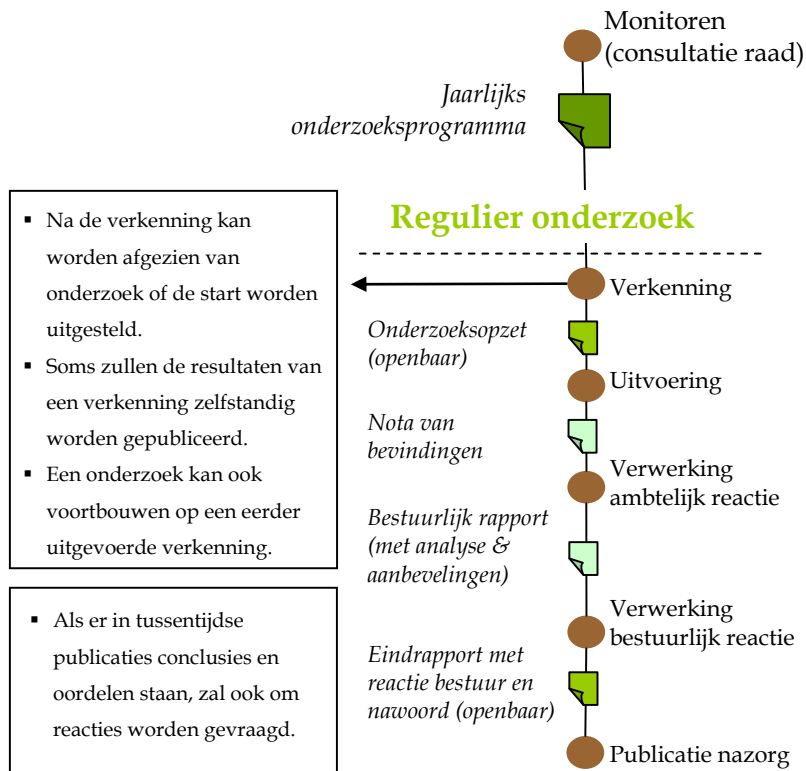 Monitoren
(consultatie raad)
Jaarlijks
onderzoeksprogramma
Regulier onderzoek
▪ Na de verkenning kan
worden afgezien van
onderzoek of de start worden
uitgesteld.
▪ Soms zullen de resultaten van
een verkenning zelfstandig
worden gepubliceerd.
▪ Een onderzoek kan ook
voortbouwen op een eerder
uitgevoerde verkenning.
▪ Als er in tussentijdse
publicaties conclusies en
oordelen staan, zal ook om
reacties worden gevraagd.
Verkenning
Onderzoeksopzet
(openbaar)
Uitvoering
Nota van
bevindingen
Verwerking
ambtelijk reactie
Bestuurlijk rapport
(met analyse &
aanbevelingen)
Verwerking
bestuurlijk reactie
Eindrapport met
reactie bestuur en
nawoord (openbaar)
Publicatie nazorg